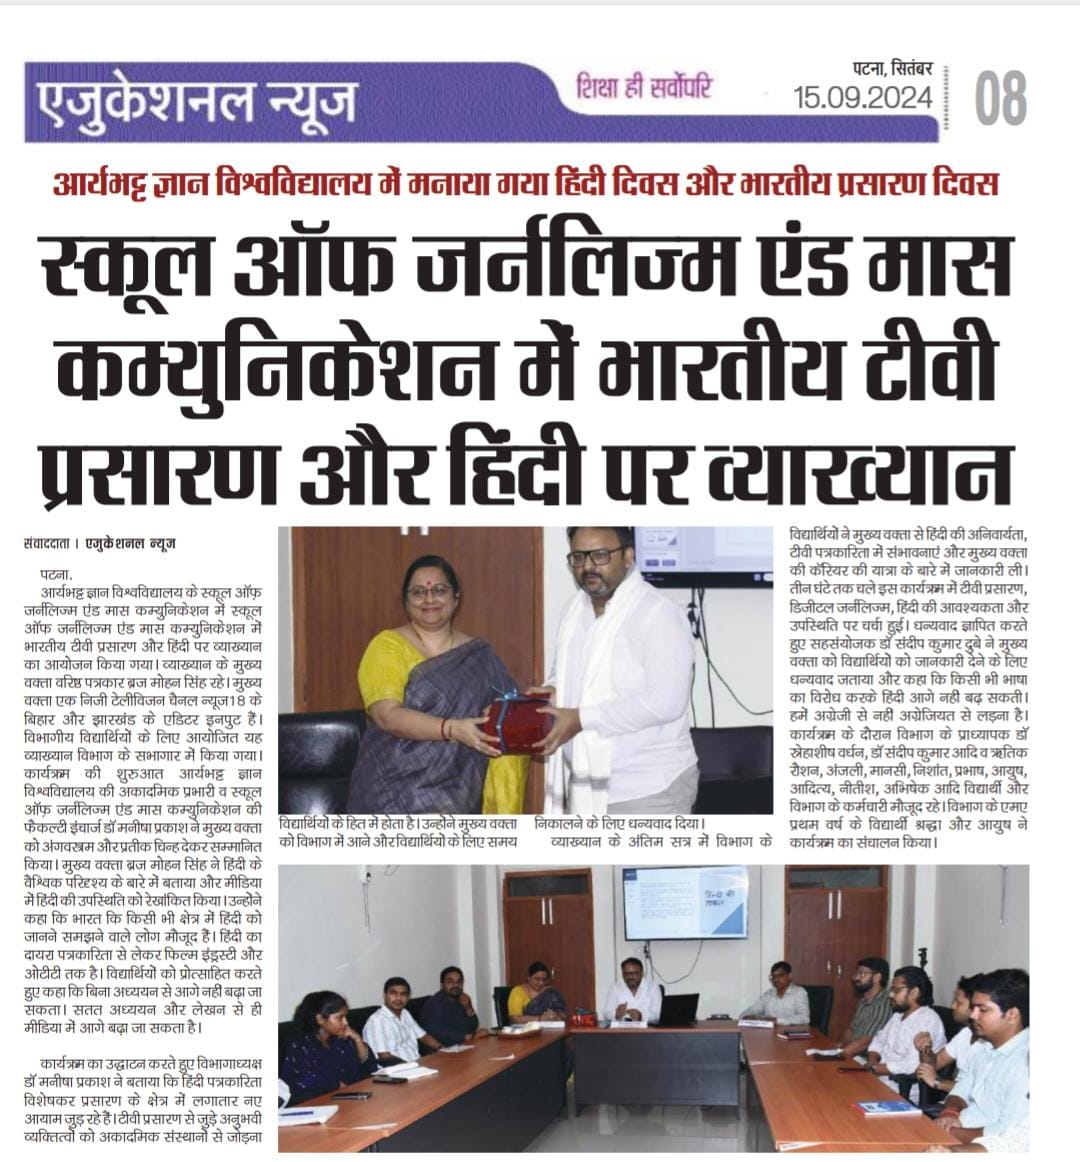 एजुकेशनल न्यूज
शिक्षा ही सर्वोपरि
पटना, सितंबर
15.09.2024
08
आर्यभट्ट ज्ञान विश्वविद्यालय में मनाया गया हिंदी दिवस और भारतीय प्रसारण दिवस
स्कूल ऑफ जर्नलिज्म एंड मास
कम्युनिकेशन में भारतीय टीवी
प्रसारण और हिंदी पर व्याख्यान
संवाददाता । एजुकेशनल न्यूज
पटना.
आर्यभट्ट ज्ञान विश्वविद्यालय के स्कूल ऑफ़
जर्नलिज्म एंड मास कम्युनिकेशन में स्कूल
ऑफ जर्नलिज्म एंड मास कम्युनिकेशन में
भारतीय टीवी प्रसारण और हिंदी पर व्याख्यान
का आयोजन किया गया। व्याख्यान के मुख्य
वक्ता वरिष्ठ पत्रकार ब्रज मोहन सिंह रहे। मुख्य
वक्ता एक निजी टेलीविजन चैनल न्यूज18 के
बिहार और झारखंड के एडिटर इनपुट हैं।
विभागीय विद्यार्थियों के लिए आयोजित यह
व्याख्यान विभाग के सभागार में किया गया।
कार्यक्रम की शुरुआत आर्यभट्ट ज्ञान
विश्वविद्यालय की अकादमिक प्रभारी व स्कूल
ऑफ़ जर्नलिज्म एंड मास कम्युनिकेशन की
फैकल्टी इंचार्ज डॉ मनीषा प्रकाश ने मुख्य वक्ता
को अंगवस्त्रम और प्रतीक चिन्ह देकर सम्मानित
किया। मुख्य वक्ता ब्रज मोहन सिंह ने हिंदी के
वैश्विक परिदृश्य के बारे मे बताया और मीडिया
में हिंदी की उपस्थिति को रेखांकित किया। उन्होंने
कहा कि भारत कि किसी भी क्षेत्र में हिंदी को
जानने समझने वाले लोग मौजूद हैं। हिंदी का
दायरा पत्रकारिता से लेकर फिल्म इंड्रस्टी और
ओटीटी तक है। विद्यार्थियों को प्रोत्साहित करते
हुए कहा कि बिना अध्ययन से आगे नही बढ़ा जा
सकता। सतत अध्ययन और लेखन से ही
मीडिया में आगे बढ़ा जा सकता है।
कार्यक्रम का उद्घाटन करते हुए विभागाध्यक्ष
डॉ मनीषा प्रकाश ने बताया कि हिंदी पत्रकारिता
विशेषकर प्रसारण के क्षेत्र में लगातार नए
आयाम जुड़ रहे हैं। टीवी प्रसारण से जुड़े अनुभवी
व्यक्तित्वों को अकादमिक संस्थानों से जोड़ना
विद्यार्थियों के हित में होता है। उन्होंने मुख्य वक्ता
को विभाग में आने और विद्यार्थियों के लिए समय
निकालने के लिए धन्यवाद दिया।
व्याख्यान के अंतिम सत्र में विभाग के
विद्यार्थियों ने मुख्य वक्ता से हिंदी की अनिवार्यता,
टीवी पत्रकारिता में संभावनाएं और मुख्य वक्ता
की कॅरियर की यात्रा के बारे में जानकारी ली।
तीन घंटे तक चले इस कार्यक्रम में टीवी प्रसारण,
डिजीटल जर्नलिज्म, हिंदी की आवश्यकता और
उपस्थिति पर चर्चा हुई। धन्यवाद ज्ञापित करते
हुए सहसंयोजक डॉ संदीप कुमार दुबे ने मुख्य
वक्ता को विद्यार्थियों को जानकारी देने के लिए
धन्यवाद जताया और कहा कि किसी भी भाषा
का विरोध करके हिंदी आगे नही बढ़ सकती।
हमें अंग्रेजी से नही अंग्रेजियत से लड़ना है।
कार्यक्रम के दौरान विभाग के प्राध्यापक डॉ
स्नेहाशीष वर्धन, डॉ संदीप कुमार आदि व ऋतिक
रौशन, अंजली, मानसी, निशांत, प्रभाष, आयुष,
आदित्य, नीतीश, अभिषेक आदि विद्यार्थी और
विभाग के कर्मचारी मौजूद रहे। विभाग के एमए
प्रथम वर्ष के विद्यार्थी श्रद्धा और आयुष ने
कार्यक्रम का संचालन किया।
हिन्दी की
ताकत